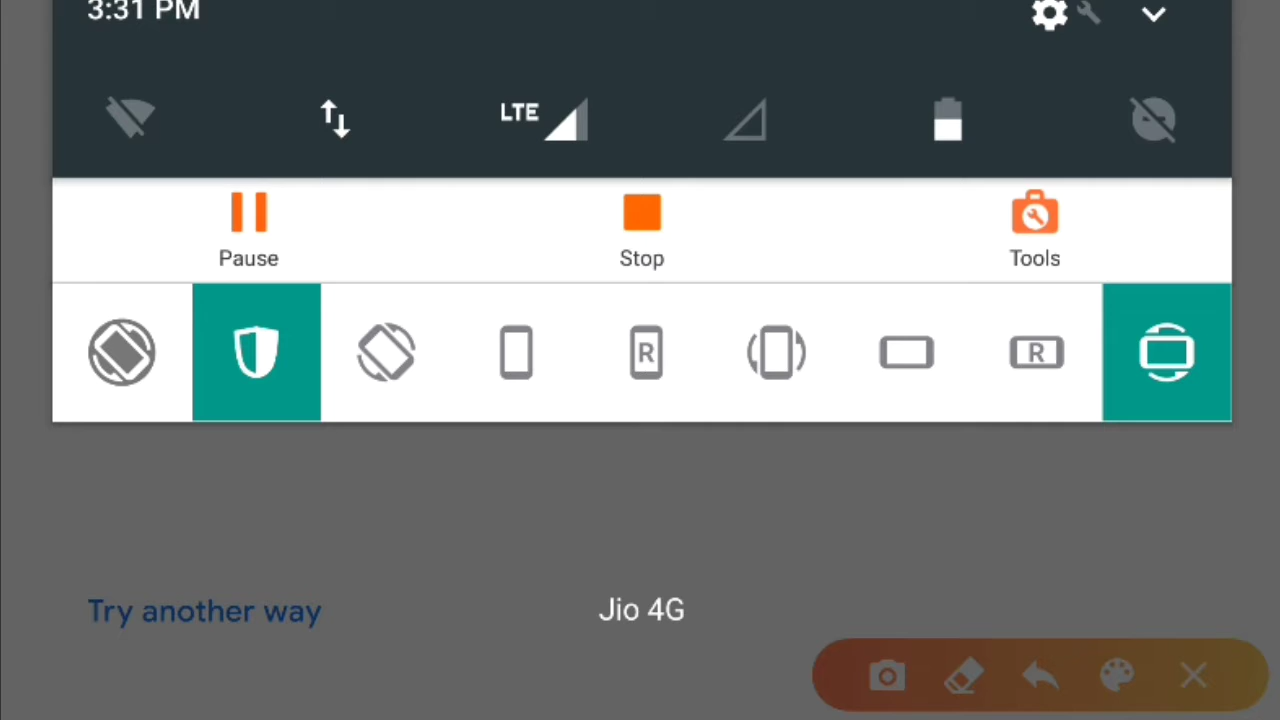 3:31 PM
LTE
Pause
Stop
Tools
R
R
Try another way
Jio 4G